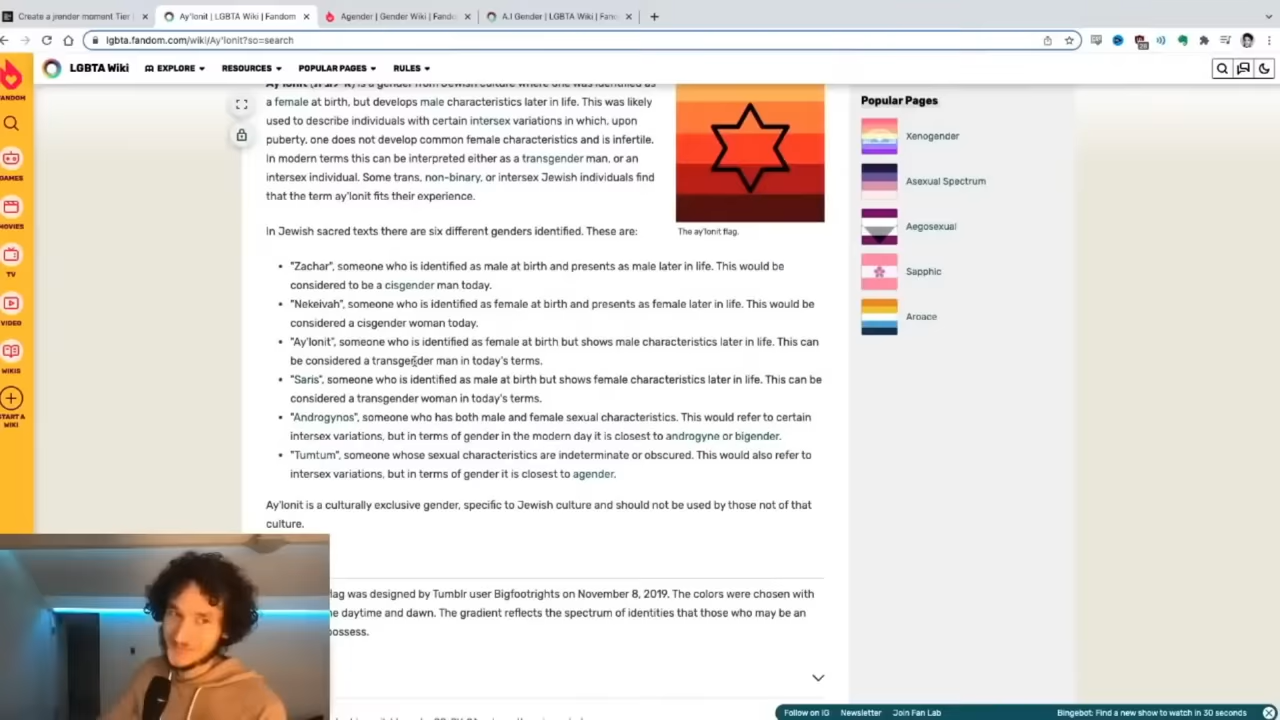 Create a jrender moment Tier
Ay'lonit | LGBTA Wiki | Fandom
Agender | Gender Wiki | Fando
A.I Gender | LGBTA Wiki | Fan
lgbta.fandom.com/wiki/Ay'lonit?so=search
LGBTA Wiki
EXPLORE
RESOURCES
POPULAR PAGES
RULES
FANDOM
GAMES
MOVIES
TV
VIDEO
WIKIS
START A
WIKI
is a gender from Jewish culture where one was identified as
a female at birth, but develops male characteristics later in life. This was likely
used to describe individuals with certain intersex variations in which, upon
puberty, one does not develop common female characteristics and is infertile.
In modern terms this can be interpreted either as a transgender man, or an
intersex individual. Some trans, non-binary, or intersex Jewish individuals find
that the term ay'lonit fits their experience.
The ay'lonit flag.
In Jewish sacred texts there are six different genders identified. These are:
• "Zachar", someone who is identified as male at birth and presents as male later in life. This would be
considered to be a cisgender man today.
• "Nekeivah", someone who is identified as female at birth and presents as female later in life. This would be
considered a cisgender woman today.
• "Ay'lonit", someone who is identified as female at birth but shows male characteristics later in life. This can
be considered a transgender man in today's terms.
• "Saris", someone who is identified as male at birth but shows female characteristics later in life. This can be
considered a transgender woman in today's terms.
• "Androgynos", someone who has both male and female sexual characteristics. This would refer to certain
intersex variations, but in terms of gender in the modern day it is closest to androgyne or bigender.
• "Tumtum", someone whose sexual characteristics are indeterminate or obscured. This would also refer to
intersex variations, but in terms of gender it is closest to agender.
Ay'lonit is a culturally exclusive gender, specific to Jewish culture and should not be used by those not of that
culture.
lag was designed by Tumblr user Bigfootrights on November 8, 2019. The colors were chosen with
e daytime and dawn. The gradient reflects the spectrum of identities that those who may be an
possess.
Popular Pages
Xenogender
Asexual Spectrum
Aegosexual
Sapphic
Aroace
Follow on IG
Newsletter
Join Fan Lab
Bingebot: Find a new show to watch in 30 seconds